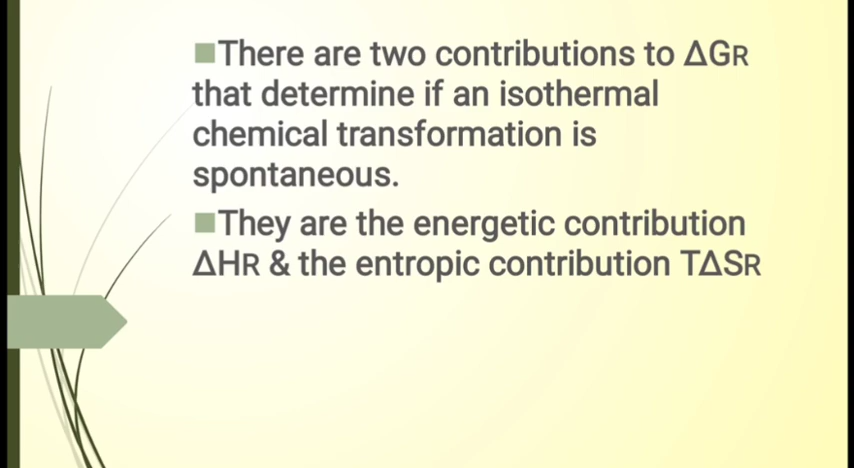 There are two contributions to ΔGR
that determine if an isothermal
chemical transformation is
spontaneous.
They are the energetic contribution
ΔHR & the entropic contribution TΔSR